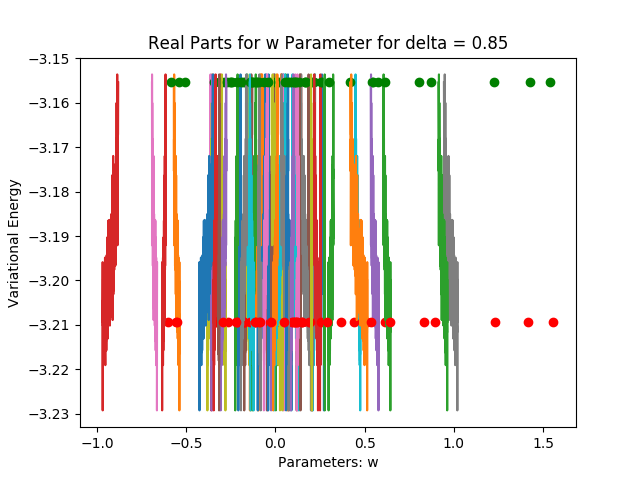 Real Parts for w Parameter for delta = 0.85
−3.15
−3.16
−3.17
−3.18
−3.19
−3.20
−3.21
−3.22
−3.23
Variational Energy
−1.0 −0.5 0.0 0.5 1.0 1.5
Parameters: w